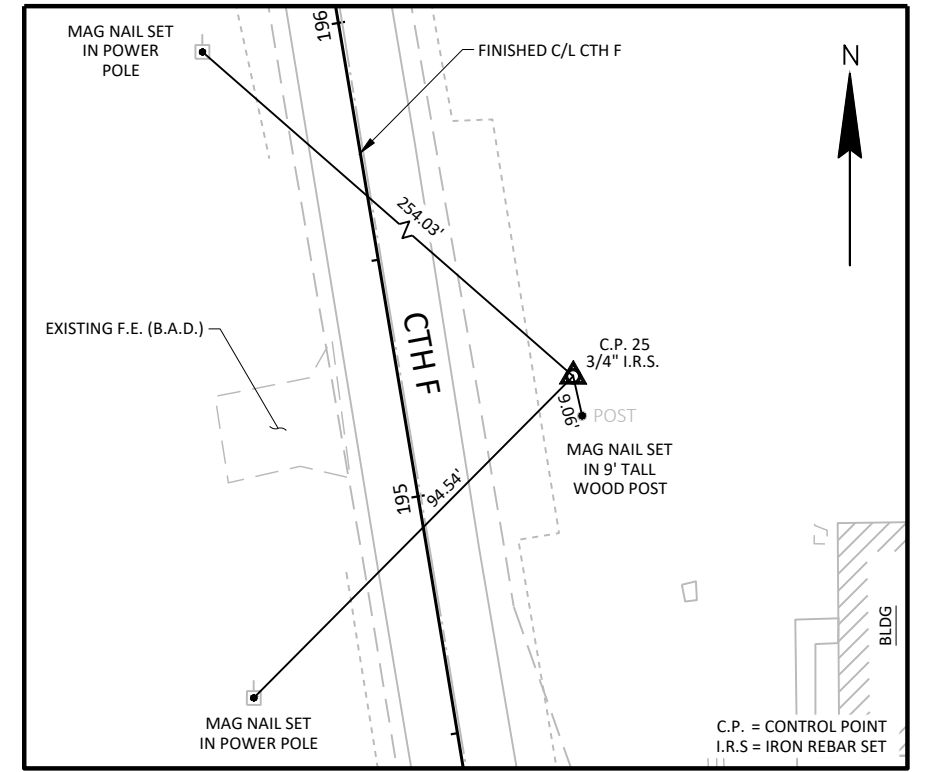 MAG NAIL SET
IN POWER
POLE
196
FINISHED C/L CTH F
N
254.03'
EXISTING F.E. (B.A.D.)
CTH F
C.P. 25
3/4" I.R.S.
9.06'
POST
MAG NAIL SET
IN 9' TALL
WOOD POST
195
94.54'
BLDG
MAG NAIL SET
IN POWER POLE
C.P. = CONTROL POINT
I.R.S = IRON REBAR SET